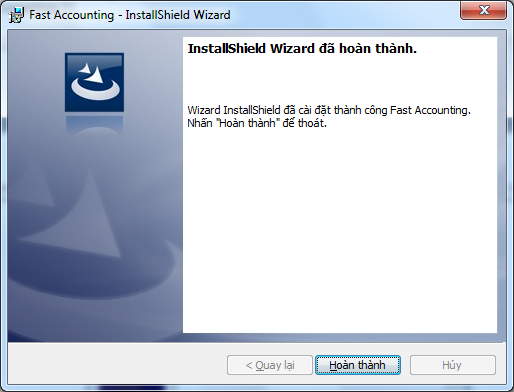 Fast Accounting - InstallShield Wizard
InstallShield Wizard đã hoàn thành.
Wizard InstallShield đã cài đặt thành công Fast Accounting.
Nhấn "Hoàn thành" để thoát.
< Quay lại
Hoàn thành
Hủy